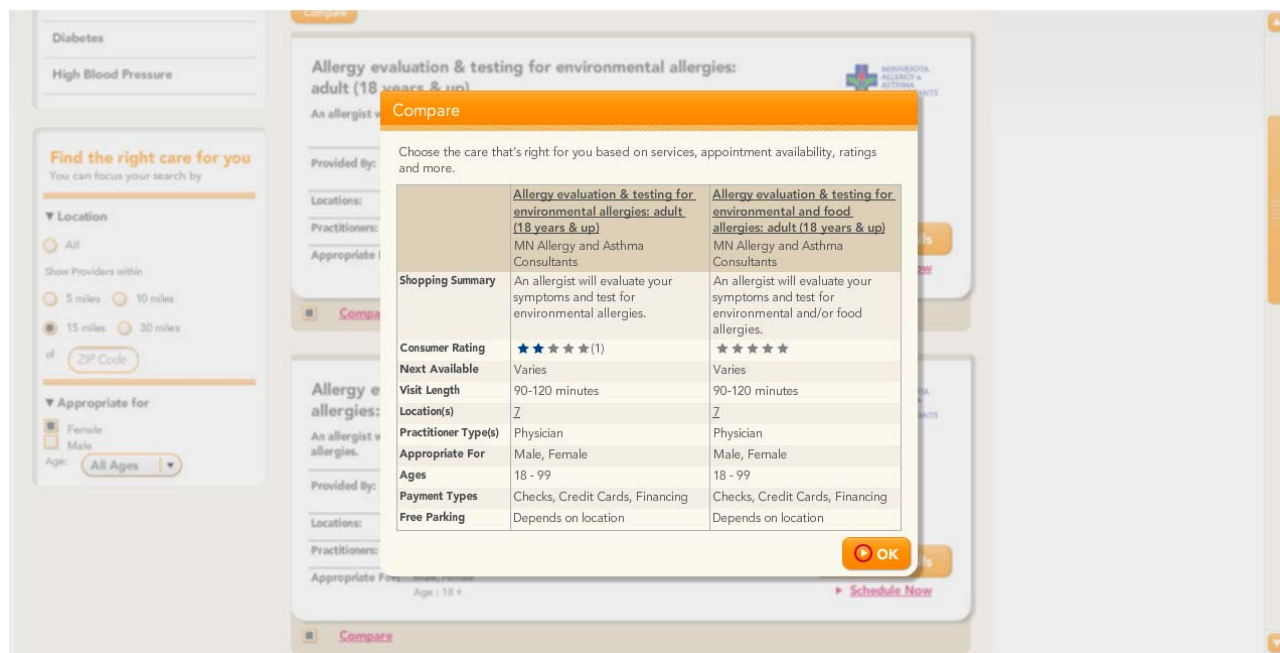 Compare
Diabetes
High Blood Pressure
Find the right care for you
You can focus your search by
▼ Location
All
Show Providers within
5 miles 10 miles
15 miles 30 miles
of ZIP Code
▼ Appropriate for
Female
Male
Age: All Ages
Allergy evaluation & testing for environmental allergies:
adult (18 years & up)
MINNESOTA
ALLERGY &
ASTHMA
An allergist
Provided By:
Locations:
Practitioners:
Appropriate
Compare
Choose the care that's right for you based on services, appointment availability, ratings
and more.
Allergy evaluation & testing for
environmental allergies: adult
(18 years & up)
MN Allergy and Asthma
Consultants
Allergy evaluation & testing for
environmental and food
allergies: adult (18 years & up)
MN Allergy and Asthma
Consultants
Shopping Summary
An allergist will evaluate your
symptoms and test for
environmental allergies.
An allergist will evaluate your
symptoms and test for
environmental and/or food
allergies.
Consumer Rating ★★★★★(1) ★★★★★
Next Available Varies Varies
Visit Length 90-120 minutes 90-120 minutes
Location(s) 7 7
Practitioner Type(s) Physician Physician
Appropriate For Male, Female Male, Female
Ages 18 - 99 18 - 99
Payment Types Checks, Credit Cards, Financing Checks, Credit Cards, Financing
Free Parking Depends on location Depends on location
OK
Allergy
allergies:
An allergist
allergies.
Provided By:
Locations:
Practitioners:
Appropriate For: Male, Female
Age : 18 +
Schedule Now
Compare